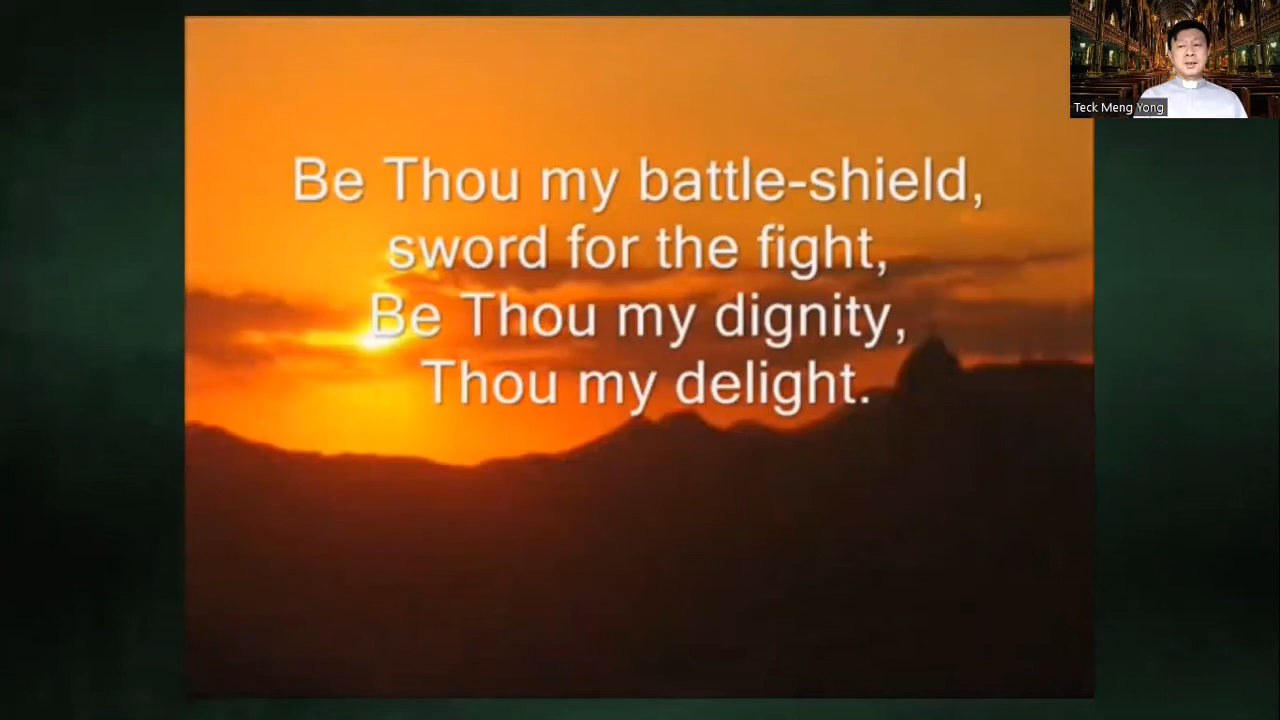 Be Thou my battle-shield,
sword for the fight,
Be Thou my dignity,
Thou my delight.
Teck Meng Yong